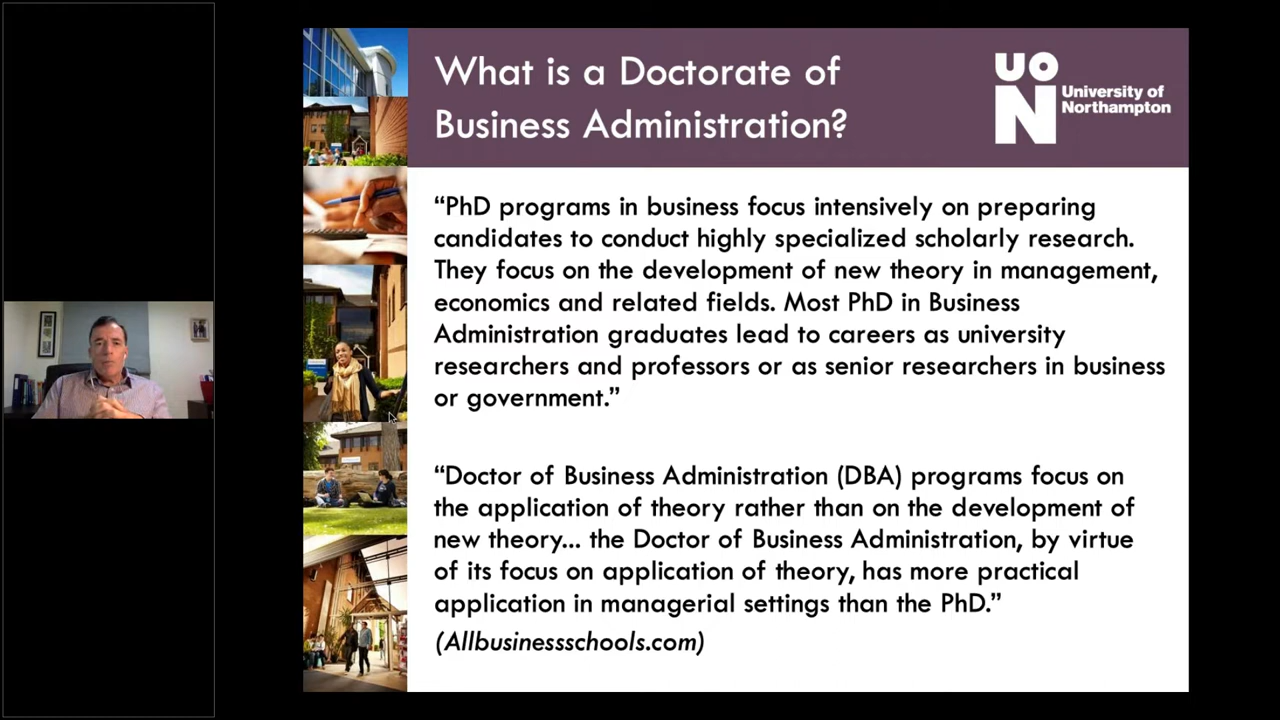 What is a Doctorate of
Business Administration?
UON
University of
Northampton
“PhD programs in business focus intensively on preparing
candidates to conduct highly specialized scholarly research.
They focus on the development of new theory in management,
economics and related fields. Most PhD in Business
Administration graduates lead to careers as university
researchers and professors or as senior researchers in business
or government.”
“Doctor of Business Administration (DBA) programs focus on
the application of theory rather than on the development of
new theory... the Doctor of Business Administration, by virtue
of its focus on application of theory, has more practical
application in managerial settings than the PhD.”
(Allbusinessschools.com)